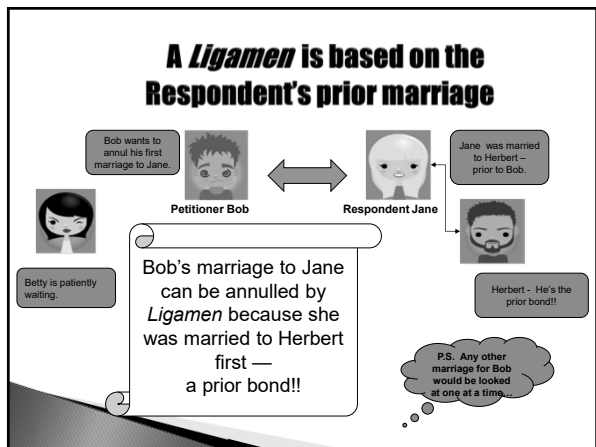 A Ligamen is based on the
Respondent's prior marriage
Bob wants to
annul his first
marriage to Jane.
Jane was married
to Herbert –
prior to Bob.
Petitioner Bob
Respondent Jane
Betty is patiently
waiting.
Bob's marriage to Jane
can be annulled by
Ligamen because she
was married to Herbert
first —
a prior bond!!
Herbert - He's the
prior bond!!
P.S. Any other
marriage for Bob
would be looked
at one at a time…